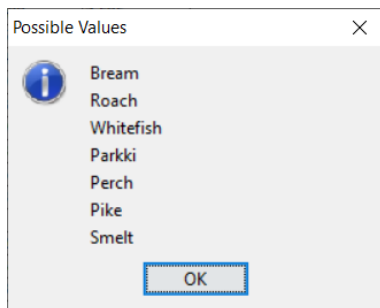 Possible Values
Bream
Roach
Whitefish
Parkki
Perch
Pike
Smelt
OK